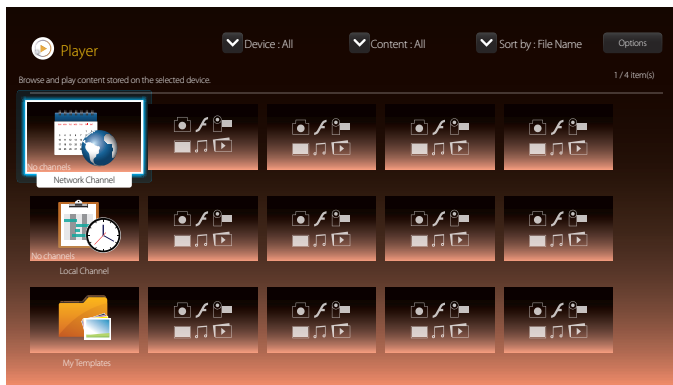 Player
Device : All
Content : All
Sort by : File Name
Options
Browse and play content stored on the selected device.
1 / 4 item(s)
No channels
Network Channel
No channels
Local Channel
My Templates